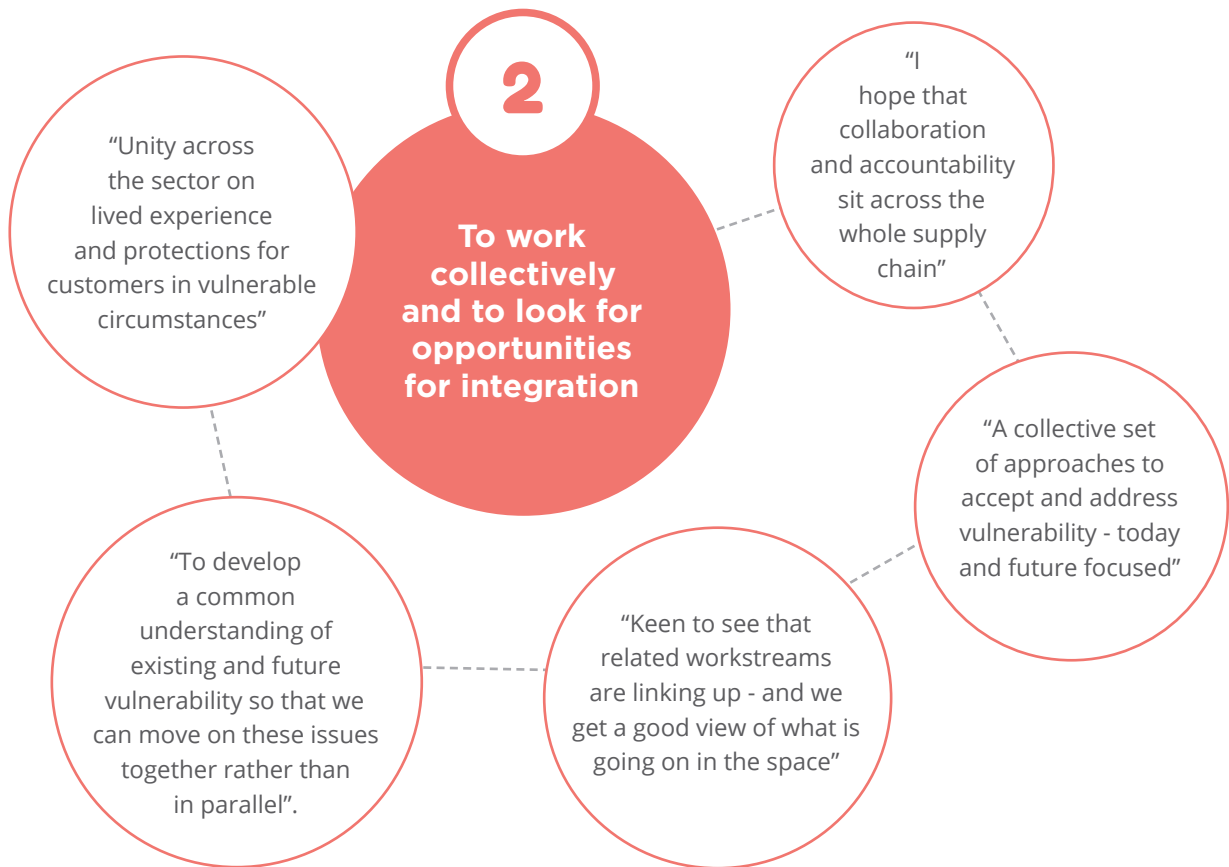 2
To work
collectively
and to look for
opportunities
for integration
“Unity across
the sector on
lived experience
and protections for
customers in vulnerable
circumstances”
“I
hope that
collaboration
and accountability
sit across the
whole supply
chain”
“A collective set
of approaches to
accept and address
vulnerability - today
and future focused”
“Keen to see that
related workstreams
are linking up - and we
get a good view of what is
going on in the space”
“To develop
a common
understanding of
existing and future
vulnerability so that we
can move on these issues
together rather than
in parallel”.